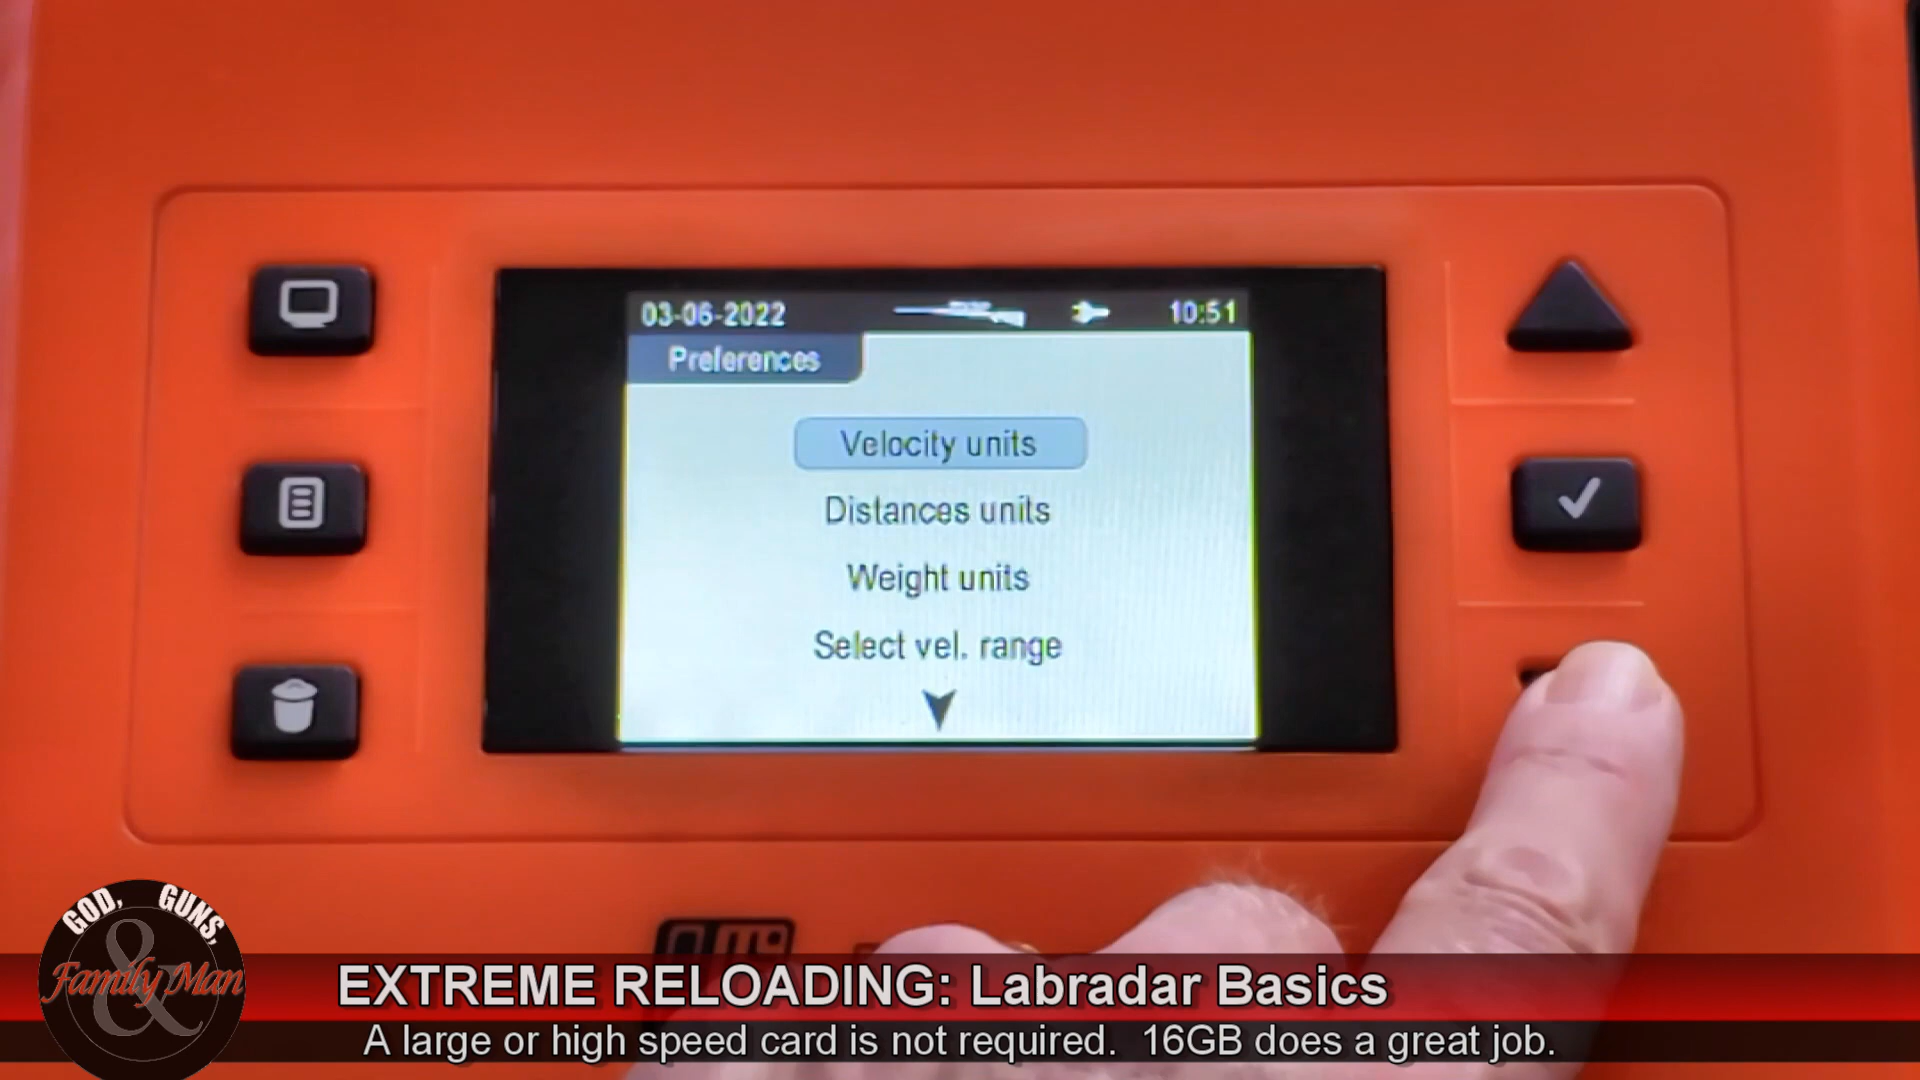 03-06-2022 10:51
Preferences
Velocity units
Distances units
Weight units
Select vel. range
GOD, GUNS,
&
Family Man
EXTREME RELOADING: Labradar Basics
A large or high speed card is not required. 16GB does a great job.